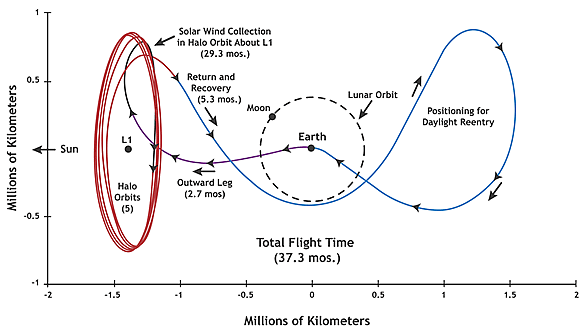 Solar Wind Collection
in Halo Orbit About L1
(29.3 mos.)
Return and
Recovery
(5.3 mos.)
Moon
Lunar Orbit
Positioning for
Daylight Reentry
Earth
L1
Sun
Halo
Orbits
(5)
Outward Leg
(2.7 mos)
Total Flight Time
(37.3 mos.)
Millions of Kilometers
1
0.5
0
-0.5
-1
-2
-1.5
-1
-0.5
0
0.5
1
1.5
2
Millions of Kilometers